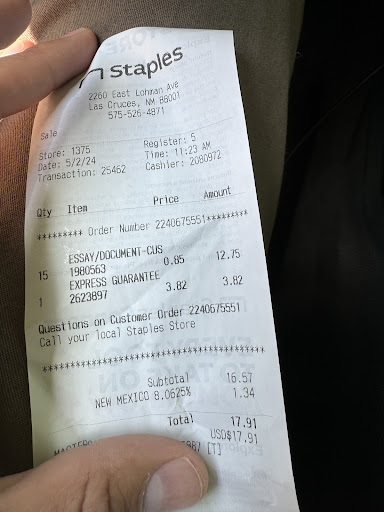 Staples
2260 East Lohman Ave
Las Cruces, NM 88001
575-526-4871
Sale
Store: 1375 Register: 5
Date: 5/2/24 Time: 11:23 AM
Transaction: 25462 Cashier: 2080972
Qty Item Price Amount
********* Order Number 2240675551*********
ESSAY/DOCUMENT-CUS
15 1980563 0.85 12.75
EXPRESS GUARANTEE
1 2623897 3.82 3.82
Questions on Customer Order 2240675551
Call your local Staples Store
******************************************
Subtotal 16.57
NEW MEXICO 8.0625% 1.34
Total 17.91
USD$17.91
[T]